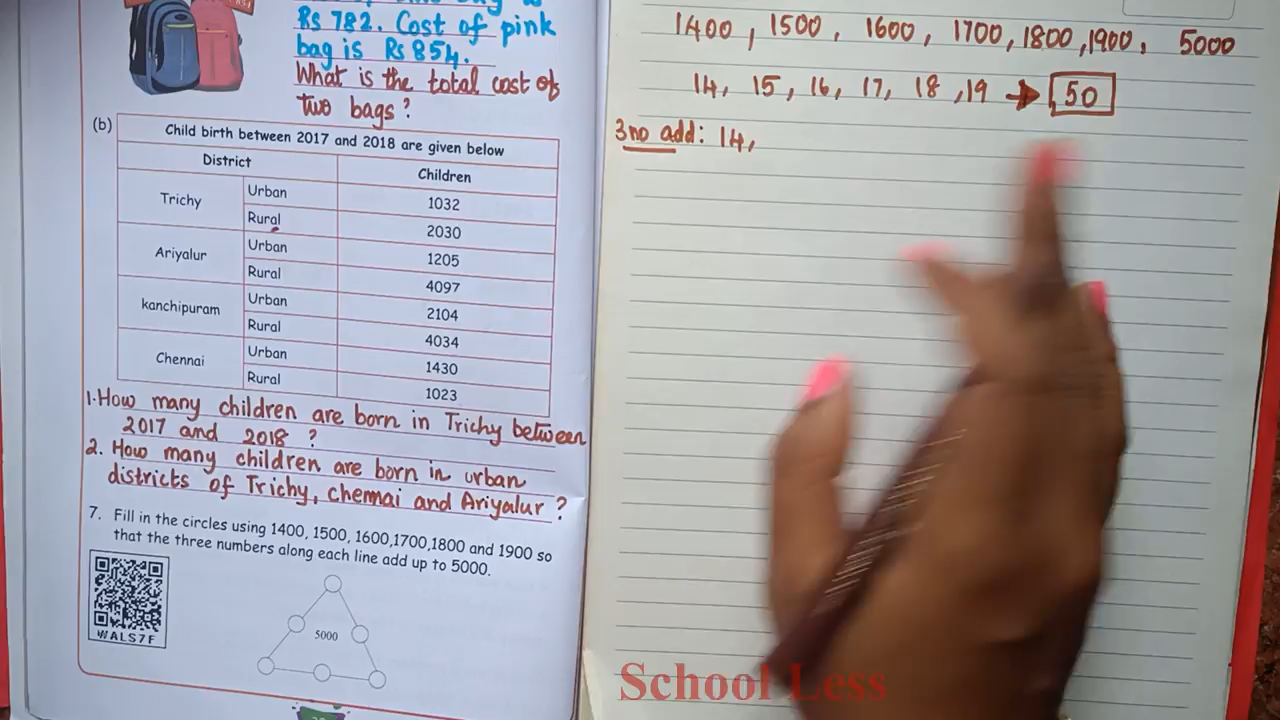 Rs 782. Cost of pink
bag is Rs 854.
What is the total cost of
two bags?
(b)
Child birth between 2017 and 2018 are given below
District Children
Trichy Urban 1032
Rural 2030
Ariyalur Urban 1205
Rural 4097
kanchipuram Urban 2104
Rural 4034
Chennai Urban 1430
Rural 1023
1. How many children are born in Trichy between
2017 and 2018 ?
2. How many children are born in urban
districts of Trichy, chennai and Ariyalur ?
7. Fill in the circles using 1400, 1500, 1600,1700,1800 and 1900 so
that the three numbers along each line add up to 5000.
WALS7F
5000
1400 , 1500 , 1600 , 1700 , 1800 , 1900 , 5000
14 , 15 , 16 , 17 , 18 , 19 → 50
3 no add: 14,
School Less